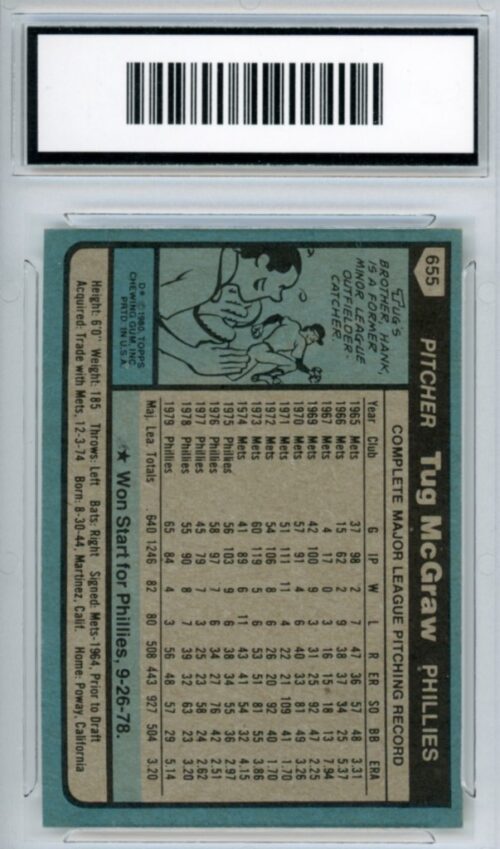 655
PITCHER Tug McGraw PHILLIES
TUG'S
BROTHER, HANK,
IS A FORMER
MINOR LEAGUE
OUTFIELDER-
CATCHER.
D* © 1980 TOPPS
CHEWING GUM, INC.
PRTD IN U.S.A.
COMPLETE MAJOR LEAGUE PITCHING RECORD
Year Club G IP W L R ER SO BB ERA
1965 Mets 37 98 2 7 47 36 57 48 3.31
1966 Mets 15 62 2 9 38 37 34 25 5.37
1967 Mets 4 17 0 3 16 15 18 13 7.94
1969 Mets 42 100 9 3 31 25 92 47 2.25
1970 Mets 57 91 4 6 40 33 81 49 3.26
1971 Mets 51 111 11 4 22 21 109 41 1.70
1972 Mets 54 106 8 6 26 20 92 40 1.70
1973 Mets 60 119 5 6 53 51 81 55 3.86
1974 Mets 41 89 6 11 43 41 54 32 4.15
1975 Phillies 56 103 9 6 38 34 55 36 2.97
1976 Phillies 58 97 7 6 34 27 76 42 2.51
1977 Phillies 45 79 7 3 25 23 58 24 2.62
1978 Phillies 55 90 8 7 39 32 63 23 3.20
1979 Phillies 65 84 4 3 56 48 57 29 5.14
Maj. Lea. Totals 640 1246 82 80 508 443 927 504 3.20
★ Won Start for Phillies, 9-26-78.
Height: 6'0" Weight: 185 Throws: Left Bats: Right Signed: Mets-1964, Prior to Draft
Acquired: Trade with Mets, 12-3-74 Born: 8-30-44, Martinez, Calif. Home: Poway, California